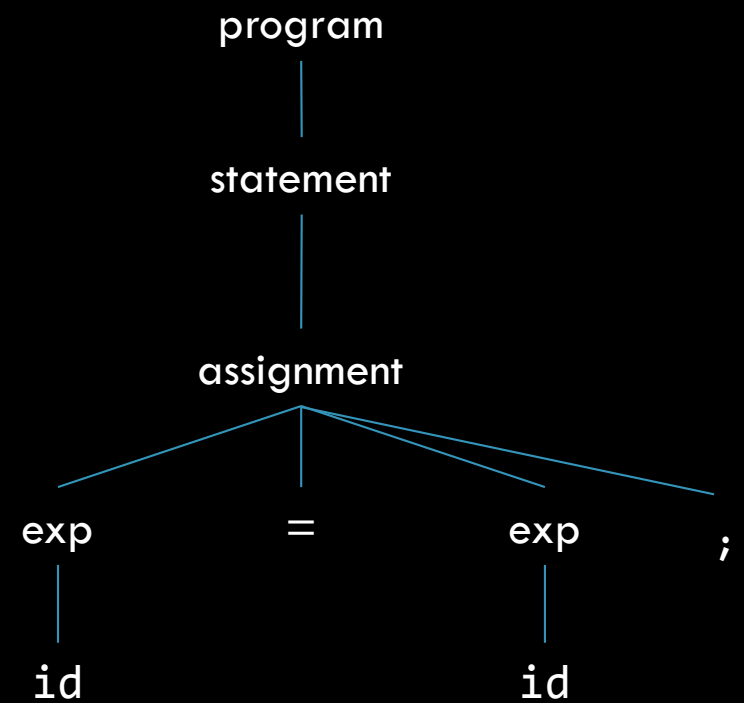 program
statement
assignment
exp = exp ;
id id